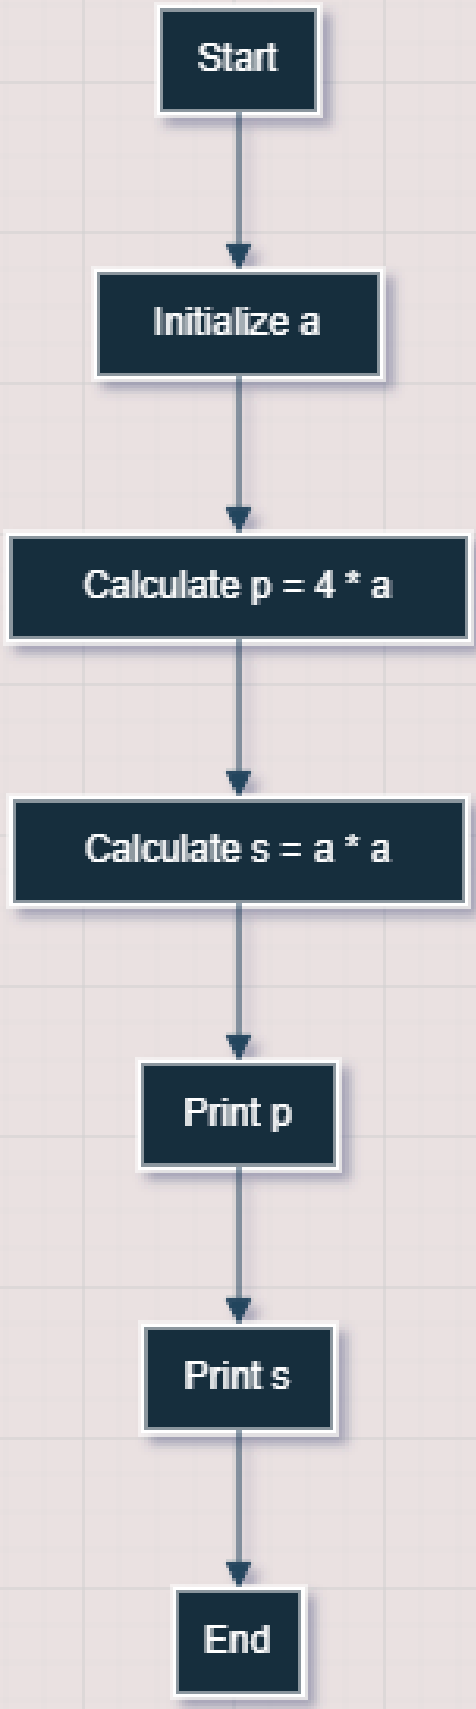 Start
Initialize a
Calculate p = 4 * a
Calculate s = a * a
Print p
Print s
End